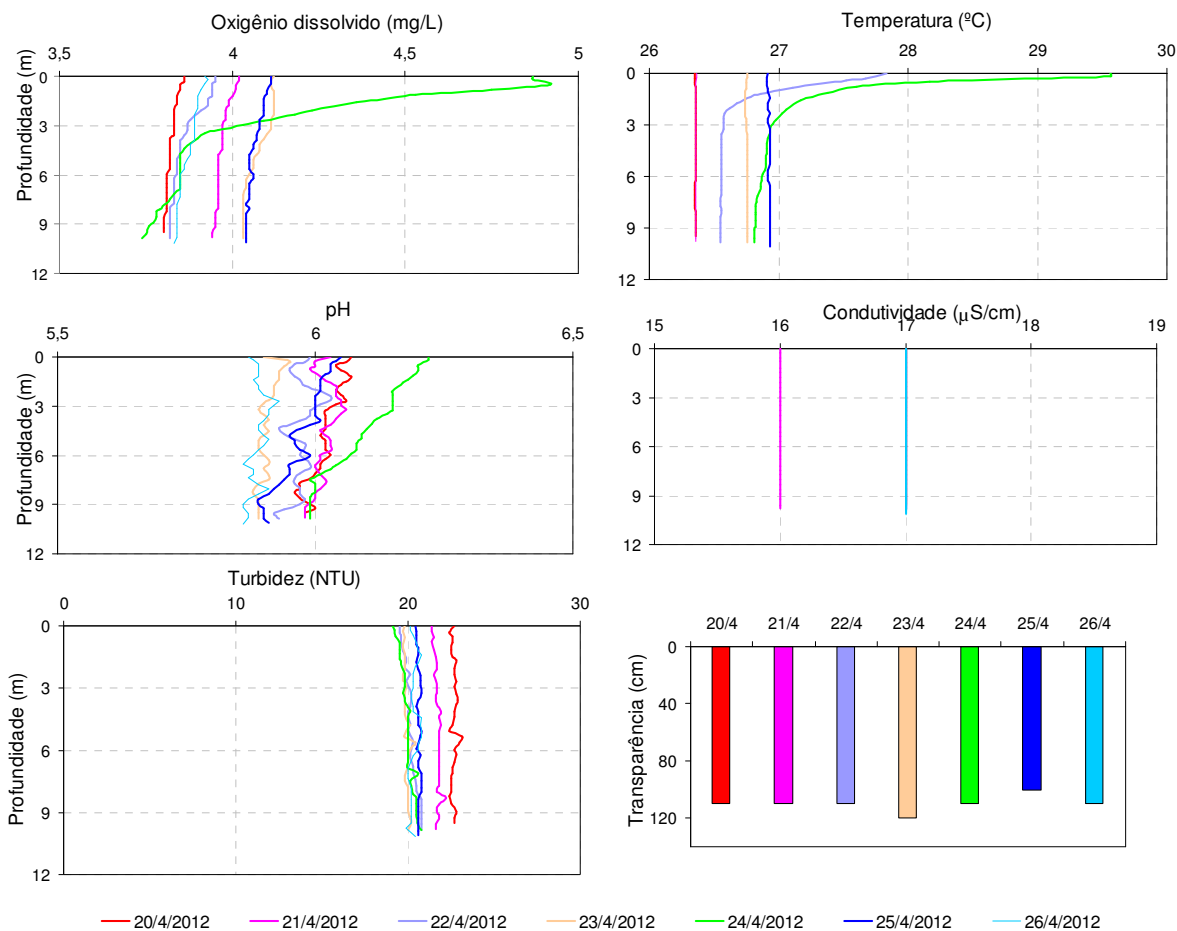 Oxigênio dissolvido (mg/L)
3,5 4 4,5 5
Profundidade (m)
0
3
6
9
12
Temperatura (ºC)
26 27 28 29 30
0
3
6
9
12
pH
5,5 6 6,5
0
3
6
9
12
Condutividade (µS/cm)
15 16 17 18 19
0
3
6
9
12
Turbidez (NTU)
0 10 20 30
Profundidade (m)
0
3
6
9
12
20/4 21/4 22/4 23/4 24/4 25/4 26/4
Transparência (cm)
0
40
80
120
20/4/2012 21/4/2012 22/4/2012 23/4/2012 24/4/2012 25/4/2012 26/4/2012